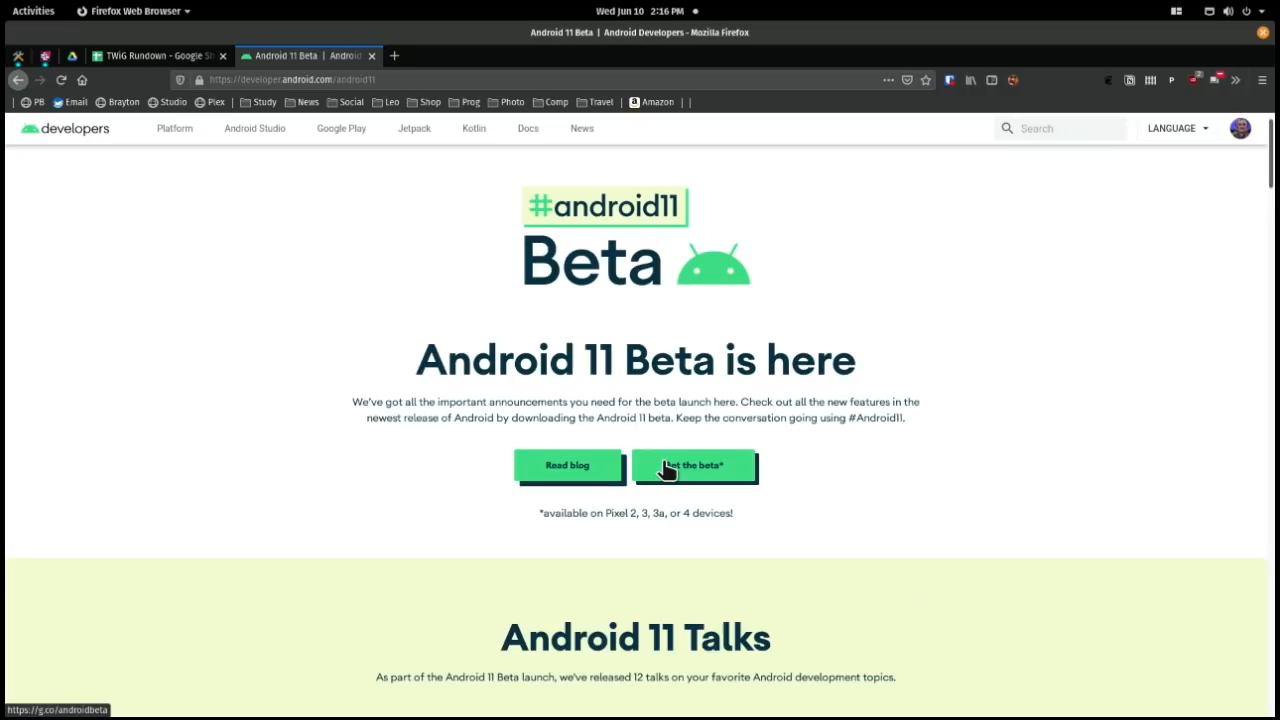 Activities Firefox Web Browser Wed Jun 10 2:16 PM
Android 11 Beta | Android Developers - Mozilla Firefox
TWiG Rundown - Google Sh Android 11 Beta | Android
https://developer.android.com/android11
PB Email Brayton Studio Plex Study News Social Leo Shop Prog Photo Comp Travel Amazon
developers Platform Android Studio Google Play Jetpack Kotlin Docs News Search LANGUAGE
#android11
Beta
Android 11 Beta is here
We've got all the important announcements you need for the beta launch here. Check out all the new features in the
newest release of Android by downloading the Android 11 beta. Keep the conversation going using #Android11.
Read blog Get the beta*
*available on Pixel 2, 3, 3a, or 4 devices!
Android 11 Talks
As part of the Android 11 Beta launch, we've released 12 talks on your favorite Android development topics.
https://g.co/androidbeta